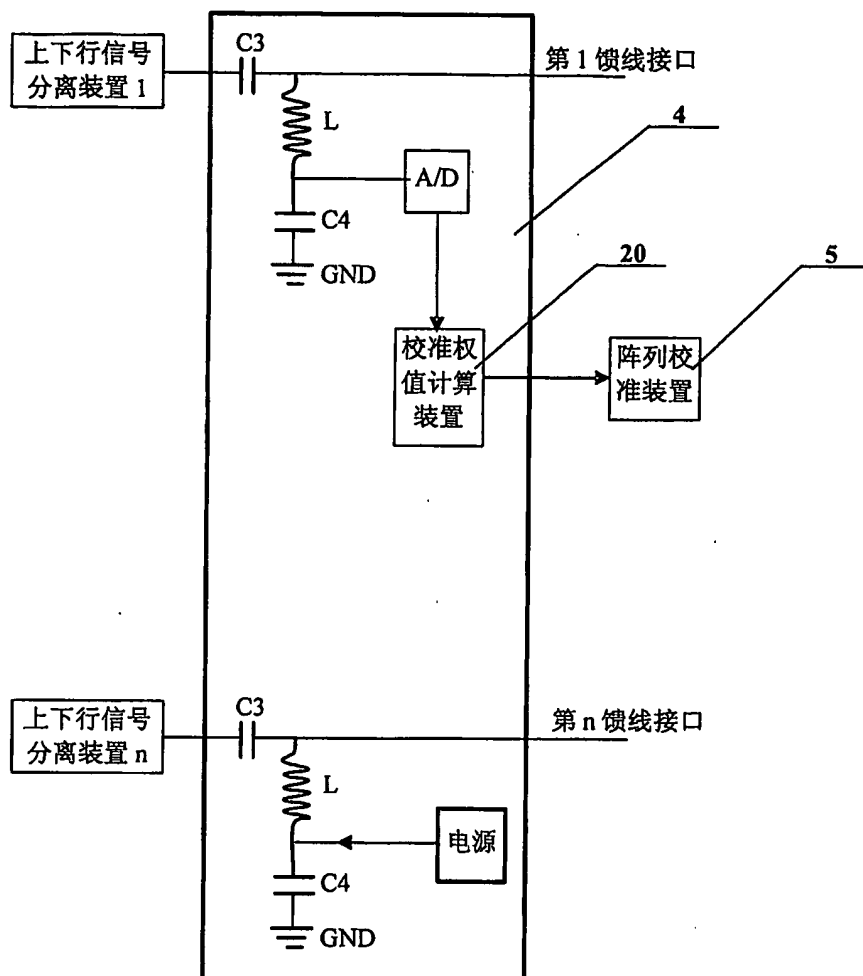 上下行信号
分离装置 1
C3
第 1 馈线接口
L
A/D
C4
GND
4
20
5
校准权
值计算
装置
阵列校
准装置
上下行信号
分离装置 n
C3
第 n 馈线接口
L
电源
C4
GND